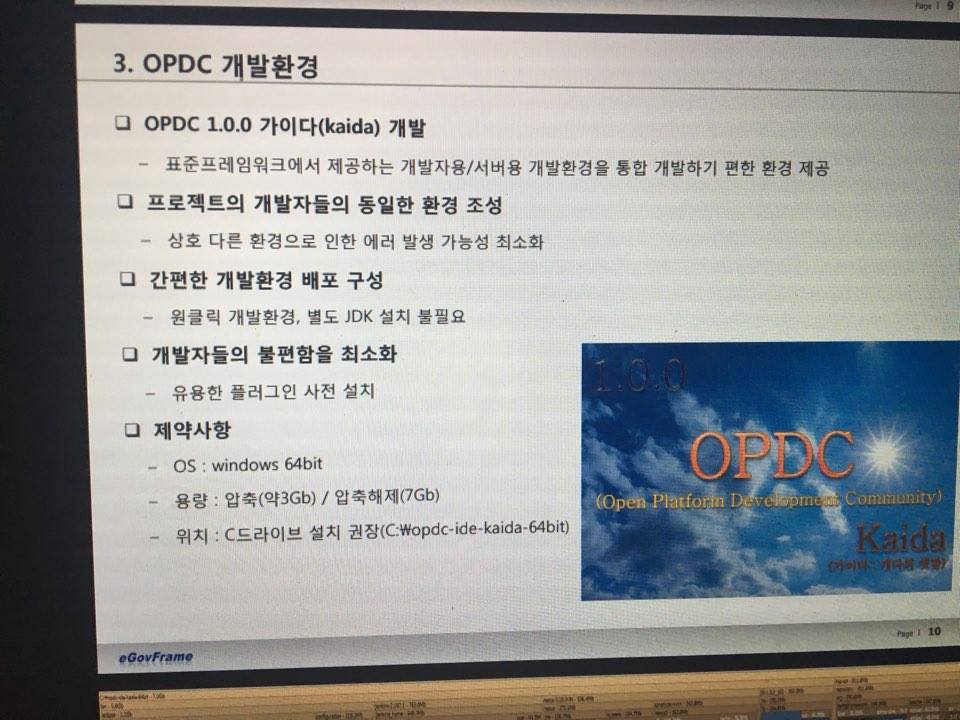 Page | 9
3. OPDC 개발환경
❑ OPDC 1.0.0 가이다(kaida) 개발
– 표준프레임워크에서 제공하는 개발자용/서버용 개발환경을 통합 개발하기 편한 환경 제공
❑ 프로젝트의 개발자들의 동일한 환경 조성
– 상호 다른 환경으로 인한 에러 발생 가능성 최소화
❑ 간편한 개발환경 배포 구성
– 원클릭 개발환경, 별도 JDK 설치 불필요
❑ 개발자들의 불편함을 최소화
– 유용한 플러그인 사전 설치
❑ 제약사항
– OS : windows 64bit
– 용량 : 압축(약3Gb) / 압축해제(7Gb)
– 위치 : C드라이브 설치 권장(C:₩opdc-ide-kaida-64bit)
1.0.0
OPDC
(Open Platform Development Community)
Kaida
Page | 10
eGovFrame